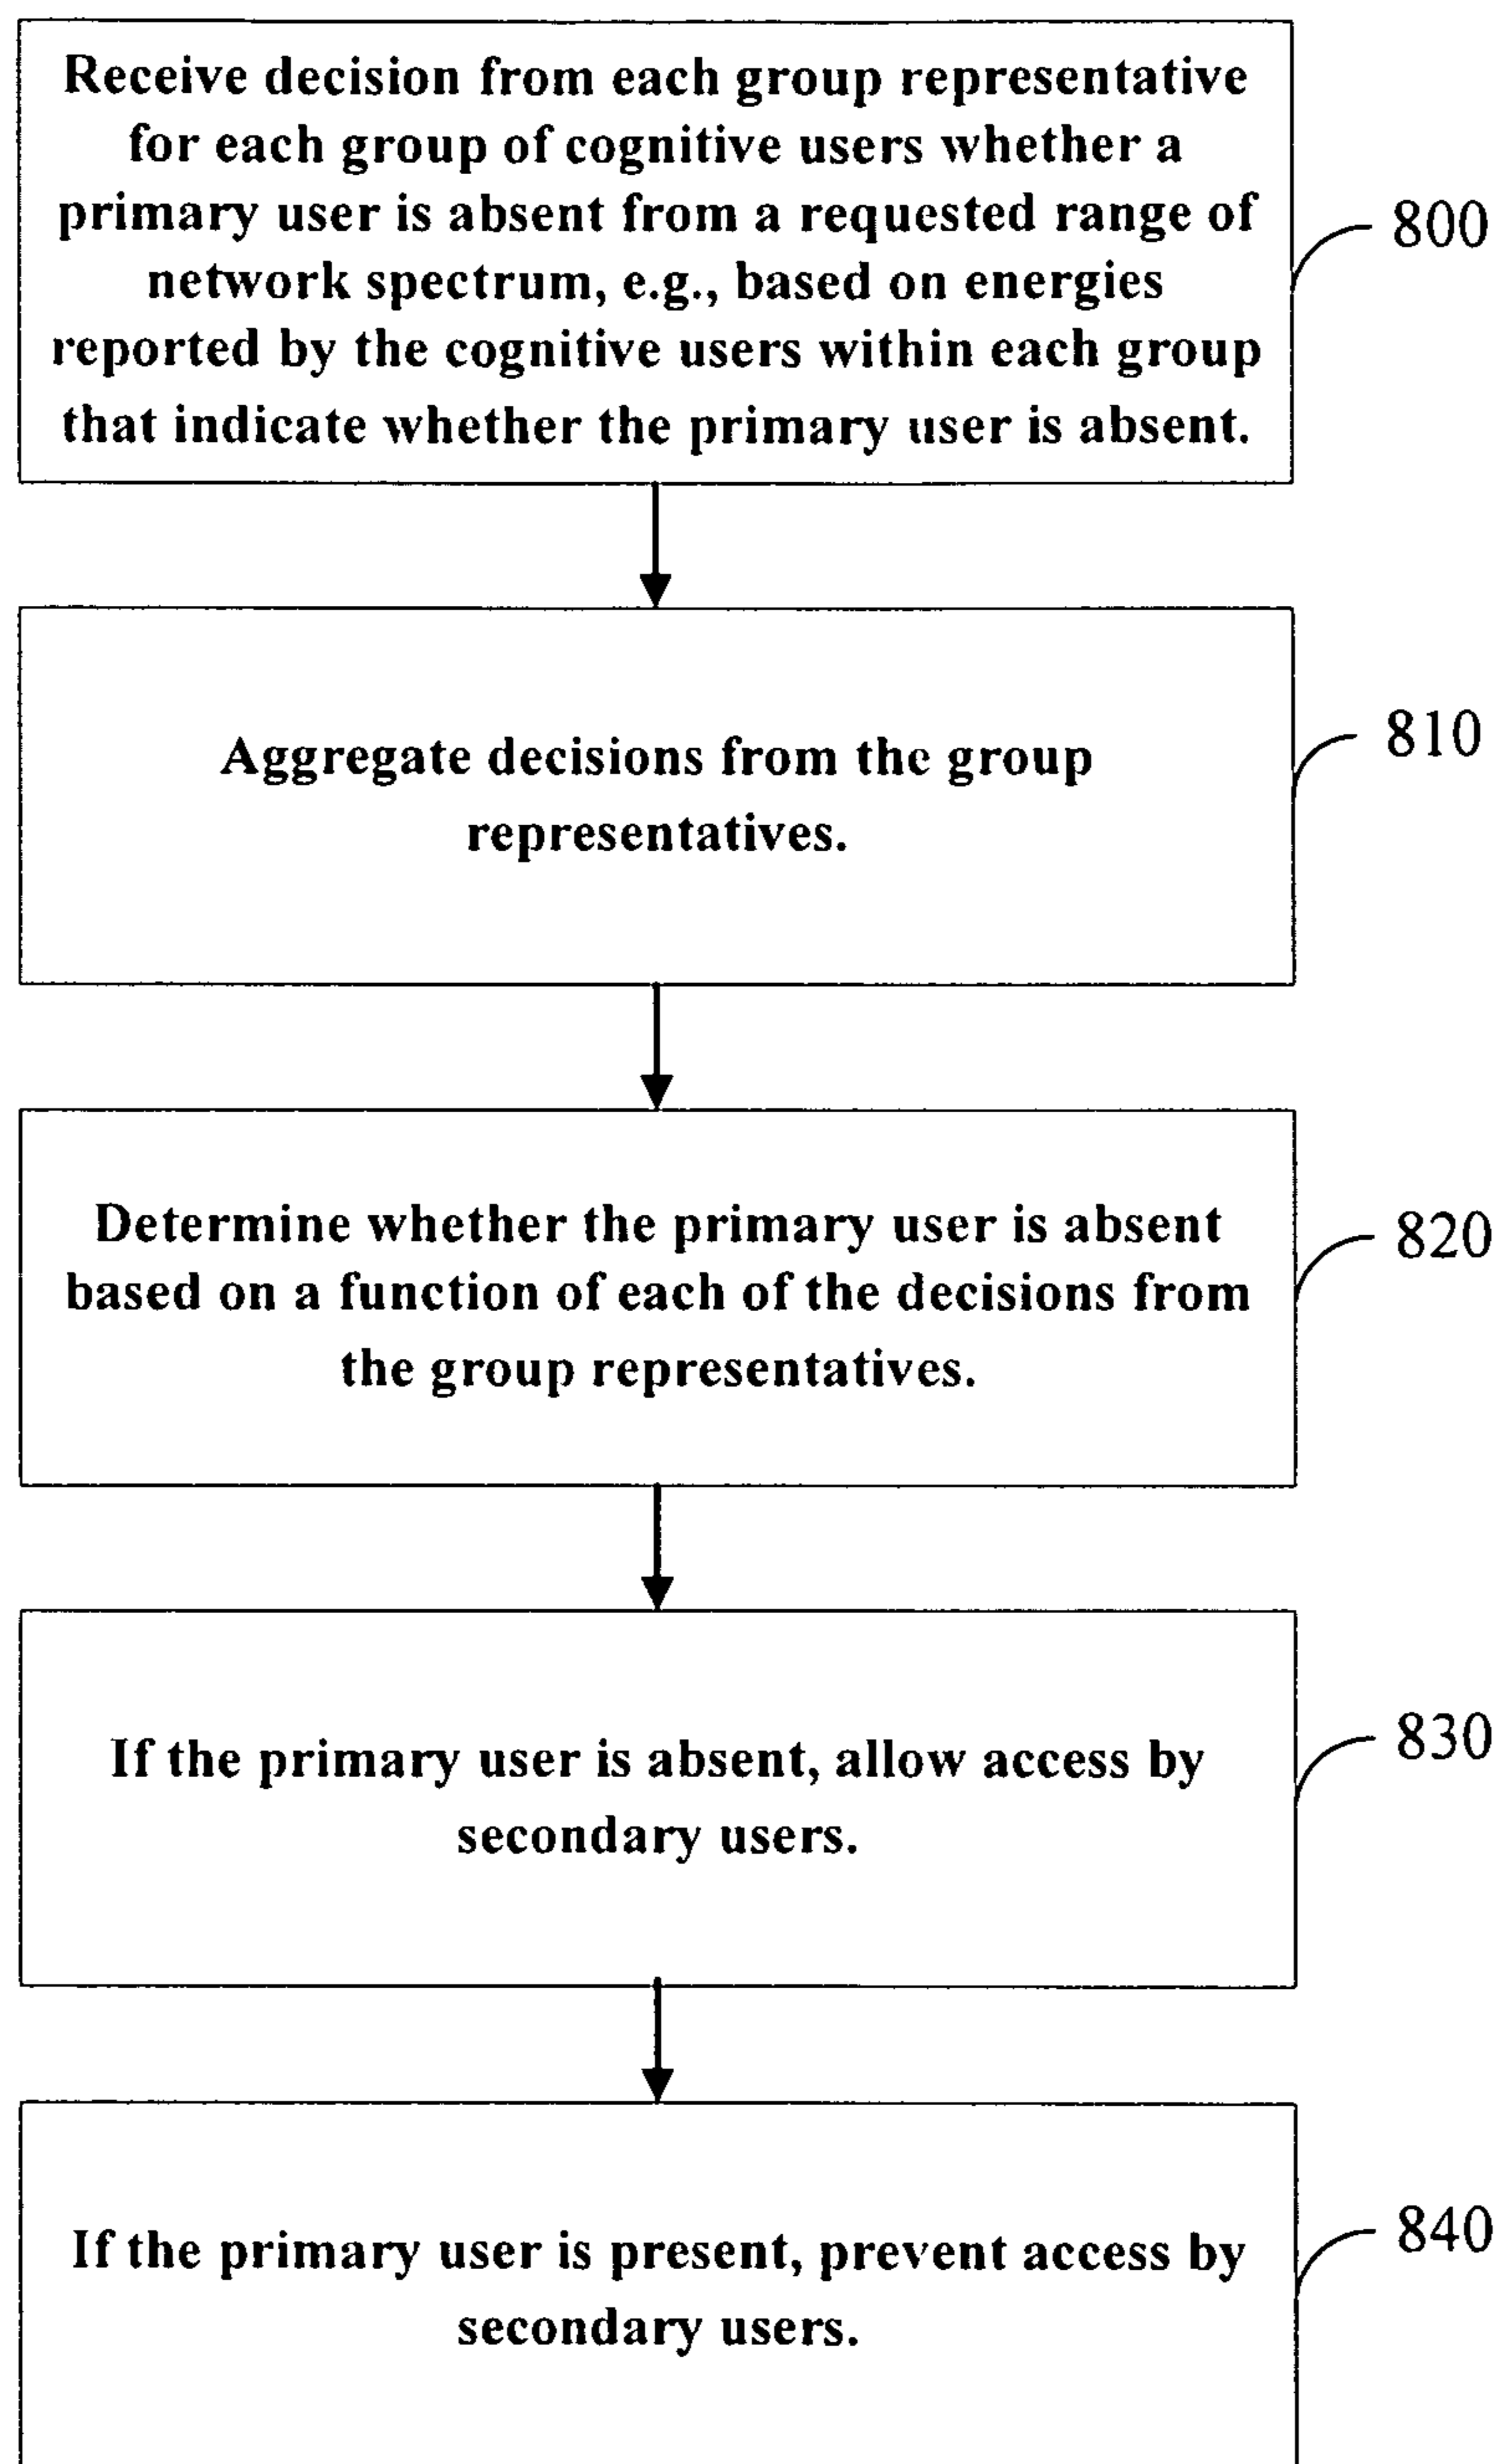 Receive decision from each group representative
for each group of cognitive users whether a
primary user is absent from a requested range of
network spectrum, e.g., based on energies
reported by the cognitive users within each group
that indicate whether the primary user is absent.
800
Aggregate decisions from the group
representatives.
810
Determine whether the primary user is absent
based on a function of each of the decisions from
the group representatives.
820
If the primary user is absent, allow access by
secondary users.
830
If the primary user is present, prevent access by
secondary users.
840